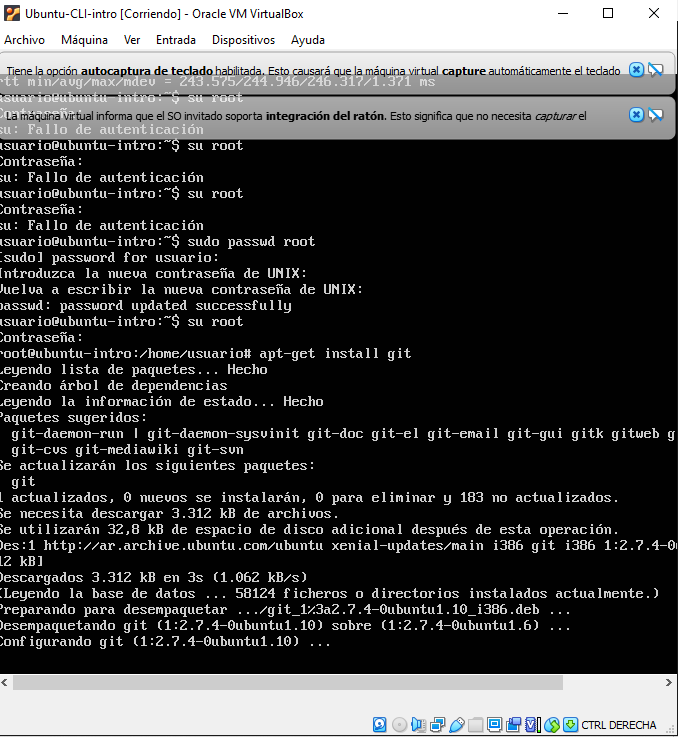 Ubuntu-CLI-intro [Corriendo] - Oracle VM VirtualBox
Archivo Máquina Ver Entrada Dispositivos Ayuda
Tiene la opción autocaptura de teclado habilitada. Esto causará que la máquina virtual capture automáticamente el teclado
rtt min/avg/max/mdev = 243.575/244.946/246.317/1.371 ms
usuario@ubuntu-intro:~$ su root
Contraseña:
La máquina virtual informa que el SO invitado soporta integración del ratón. Esto significa que no necesita capturar el
su: Fallo de autenticación
usuario@ubuntu-intro:~$ su root
Contraseña:
su: Fallo de autenticación
usuario@ubuntu-intro:~$ su root
Contraseña:
su: Fallo de autenticación
usuario@ubuntu-intro:~$ sudo passwd root
[sudo] password for usuario:
Introduzca la nueva contraseña de UNIX:
Vuelva a escribir la nueva contraseña de UNIX:
passwd: password updated successfully
usuario@ubuntu-intro:~$ su root
Contraseña:
root@ubuntu-intro:/home/usuario# apt-get install git
Leyendo lista de paquetes... Hecho
Creando árbol de dependencias
Leyendo la información de estado... Hecho
Paquetes sugeridos:
git-daemon-run | git-daemon-sysvinit git-doc git-el git-email git-gui gitk gitweb g
git-cvs git-mediawiki git-svn
Se actualizarán los siguientes paquetes:
git
1 actualizados, 0 nuevos se instalarán, 0 para eliminar y 183 no actualizados.
Se necesita descargar 3.312 kB de archivos.
Se utilizarán 32,8 kB de espacio de disco adicional después de esta operación.
Des:1 http://ar.archive.ubuntu.com/ubuntu xenial-updates/main i386 git i386 1:2.7.4-0u
12 kB]
Descargados 3.312 kB en 3s (1.062 kB/s)
(Leyendo la base de datos ... 58124 ficheros o directorios instalados actualmente.)
Preparando para desempaquetar .../git_1%3a2.7.4-0ubuntu1.10_i386.deb ...
Desempaquetando git (1:2.7.4-0ubuntu1.10) sobre (1:2.7.4-0ubuntu1.6) ...
Configurando git (1:2.7.4-0ubuntu1.10) ...
CTRL DERECHA